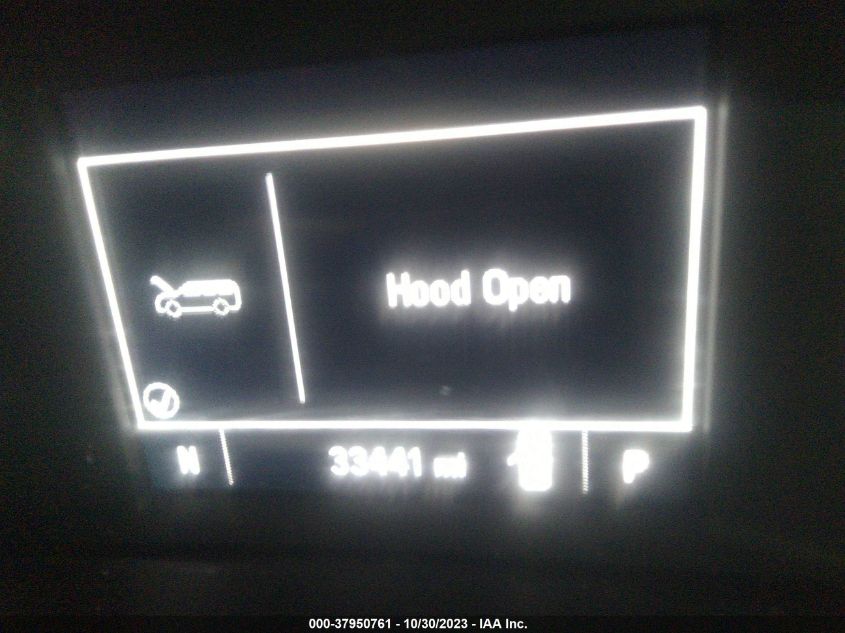 Hood Open
N 33441 mi P
000-37950761 - 10/30/2023 - IAA Inc.